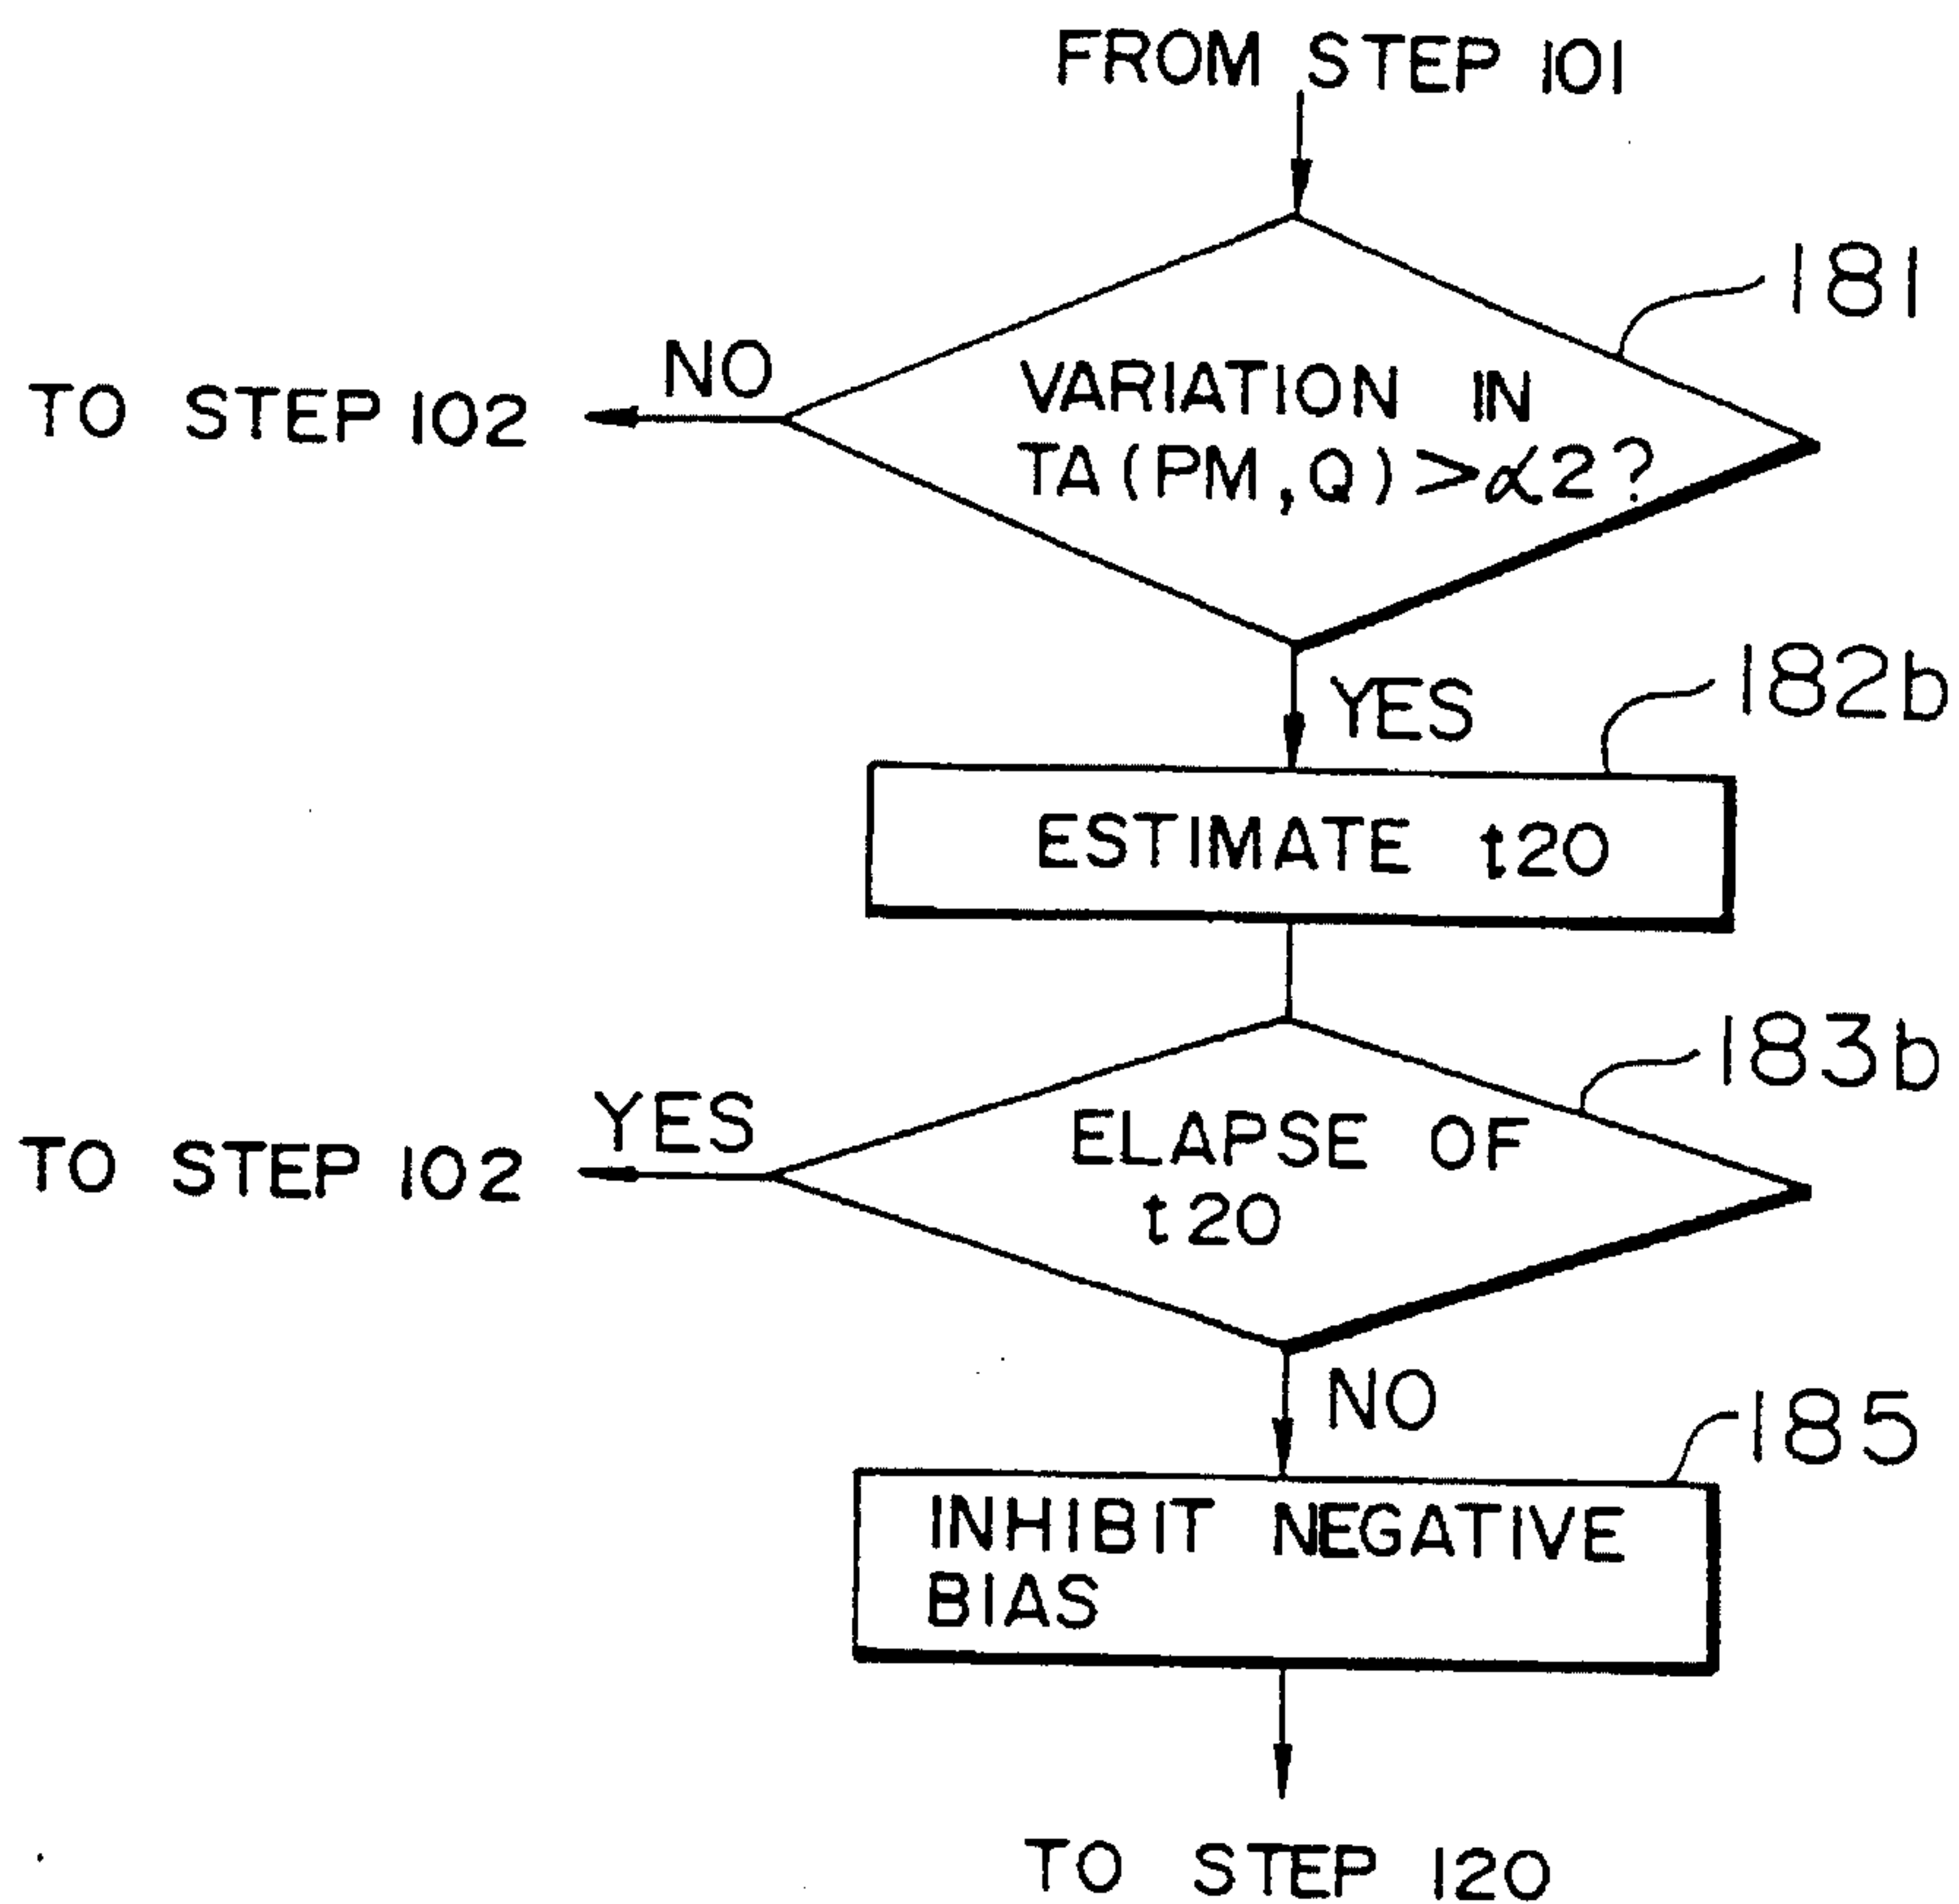 FROM STEP 101
181
NO
TO STEP 102
VARIATION IN
TA(PM,Q)>α2?
YES
182b
ESTIMATE t20
183b
YES
TO STEP 102
ELAPSE OF
t20
NO
185
INHIBIT NEGATIVE
BIAS
TO STEP 120